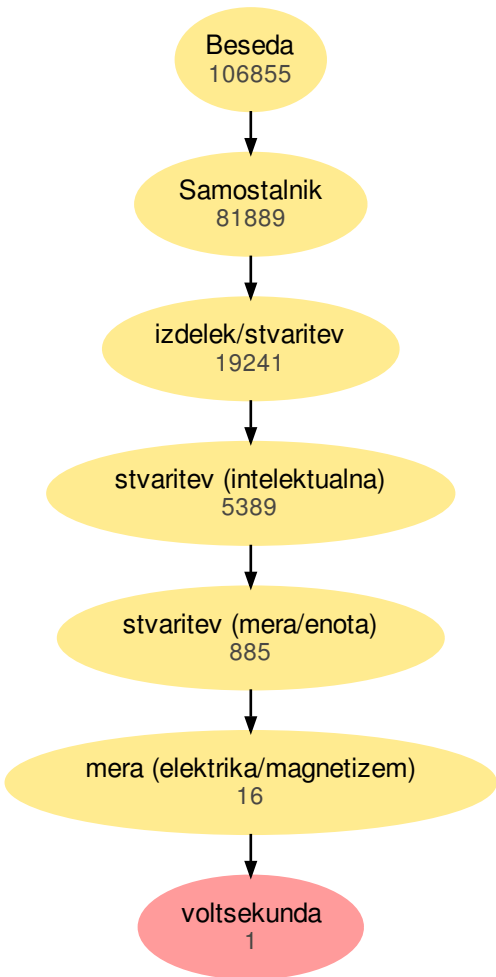 Beseda
106855
Samostalnik
81889
izdelek/stvaritev
19241
stvaritev (intelektualna)
5389
stvaritev (mera/enota)
885
mera (elektrika/magnetizem)
16
voltsekunda
1